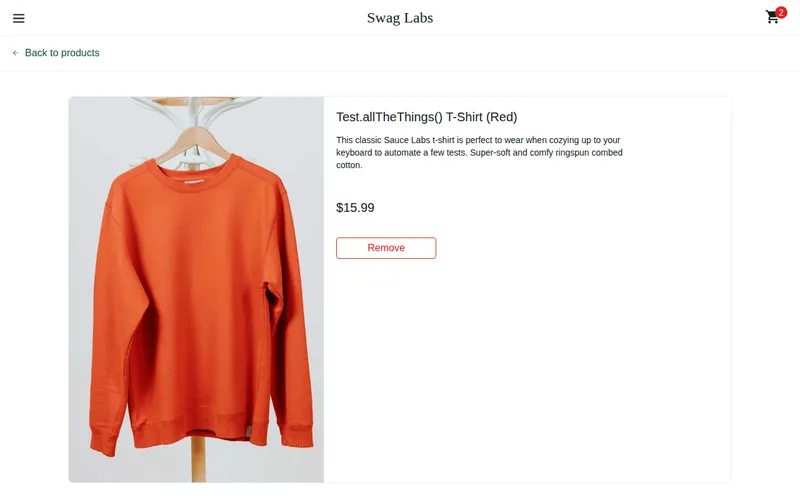 Swag Labs
2
Back to products
Test.allTheThings() T-Shirt (Red)
This classic Sauce Labs t-shirt is perfect to wear when cozying up to your
keyboard to automate a few tests. Super-soft and comfy ringspun combed
cotton.
$15.99
Remove